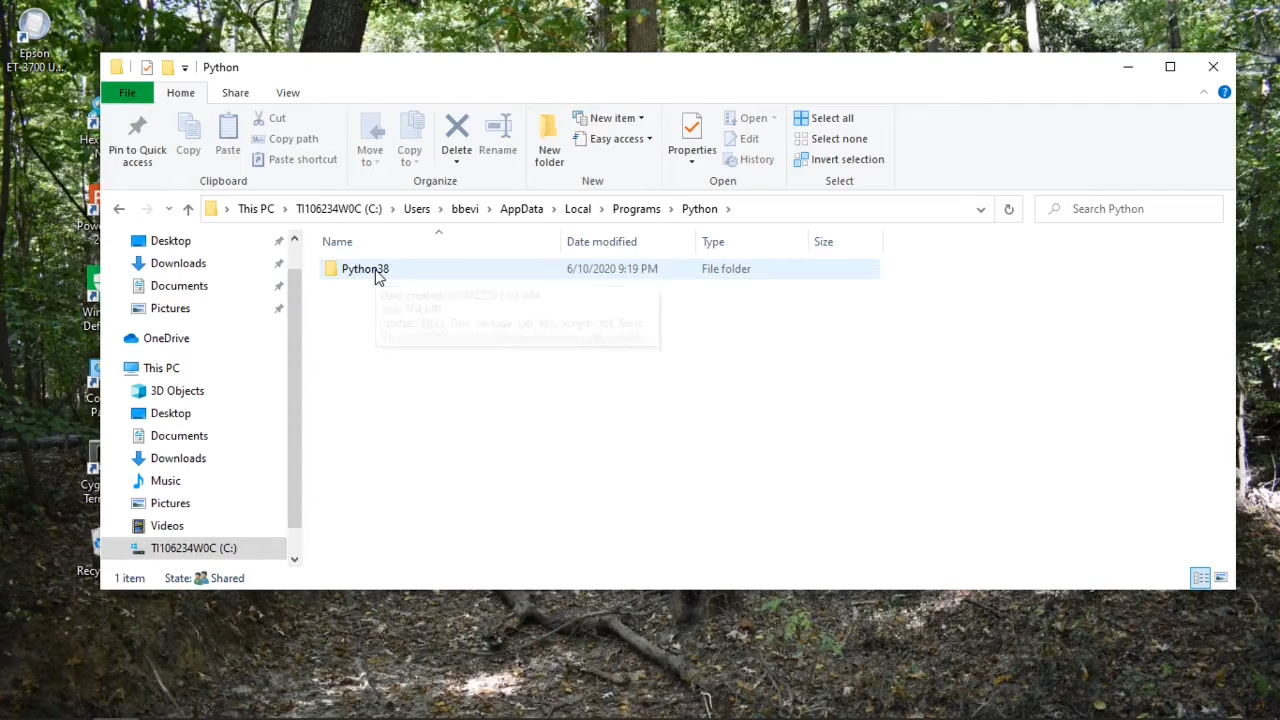 Epson
ET-3700 U...
Python
File
Home
Share
View
Pin to Quick
access
Copy
Paste
Cut
Copy path
Paste shortcut
Clipboard
Move
to
Copy
to
Delete
Rename
Organize
New
folder
New item
Easy access
New
Properties
Open
Edit
History
Open
Select all
Select none
Invert selection
Select
This PC
TI106234W0C (C:)
Users
bbevi
AppData
Local
Programs
Python
Search Python
Name
Date modified
Type
Size
Python38
6/10/2020 9:19 PM
File folder
Desktop
Downloads
Documents
Pictures
OneDrive
This PC
3D Objects
Desktop
Documents
Downloads
Music
Pictures
Videos
TI106234W0C (C:)
1 item
State:
Shared